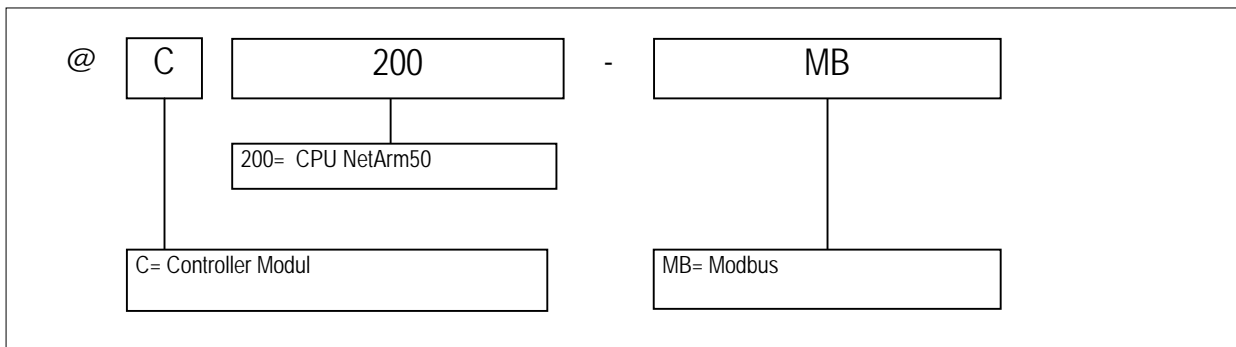 @ C 200 - MB
200= CPU NetArm50
C= Controller Modul
MB= Modbus